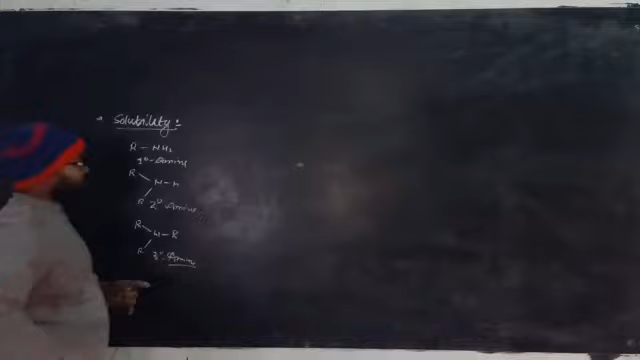 * Solubility :
R - NH2
1°-Amine
R
N-H
R 2° Amine
R
N-R
R 3°-Amine